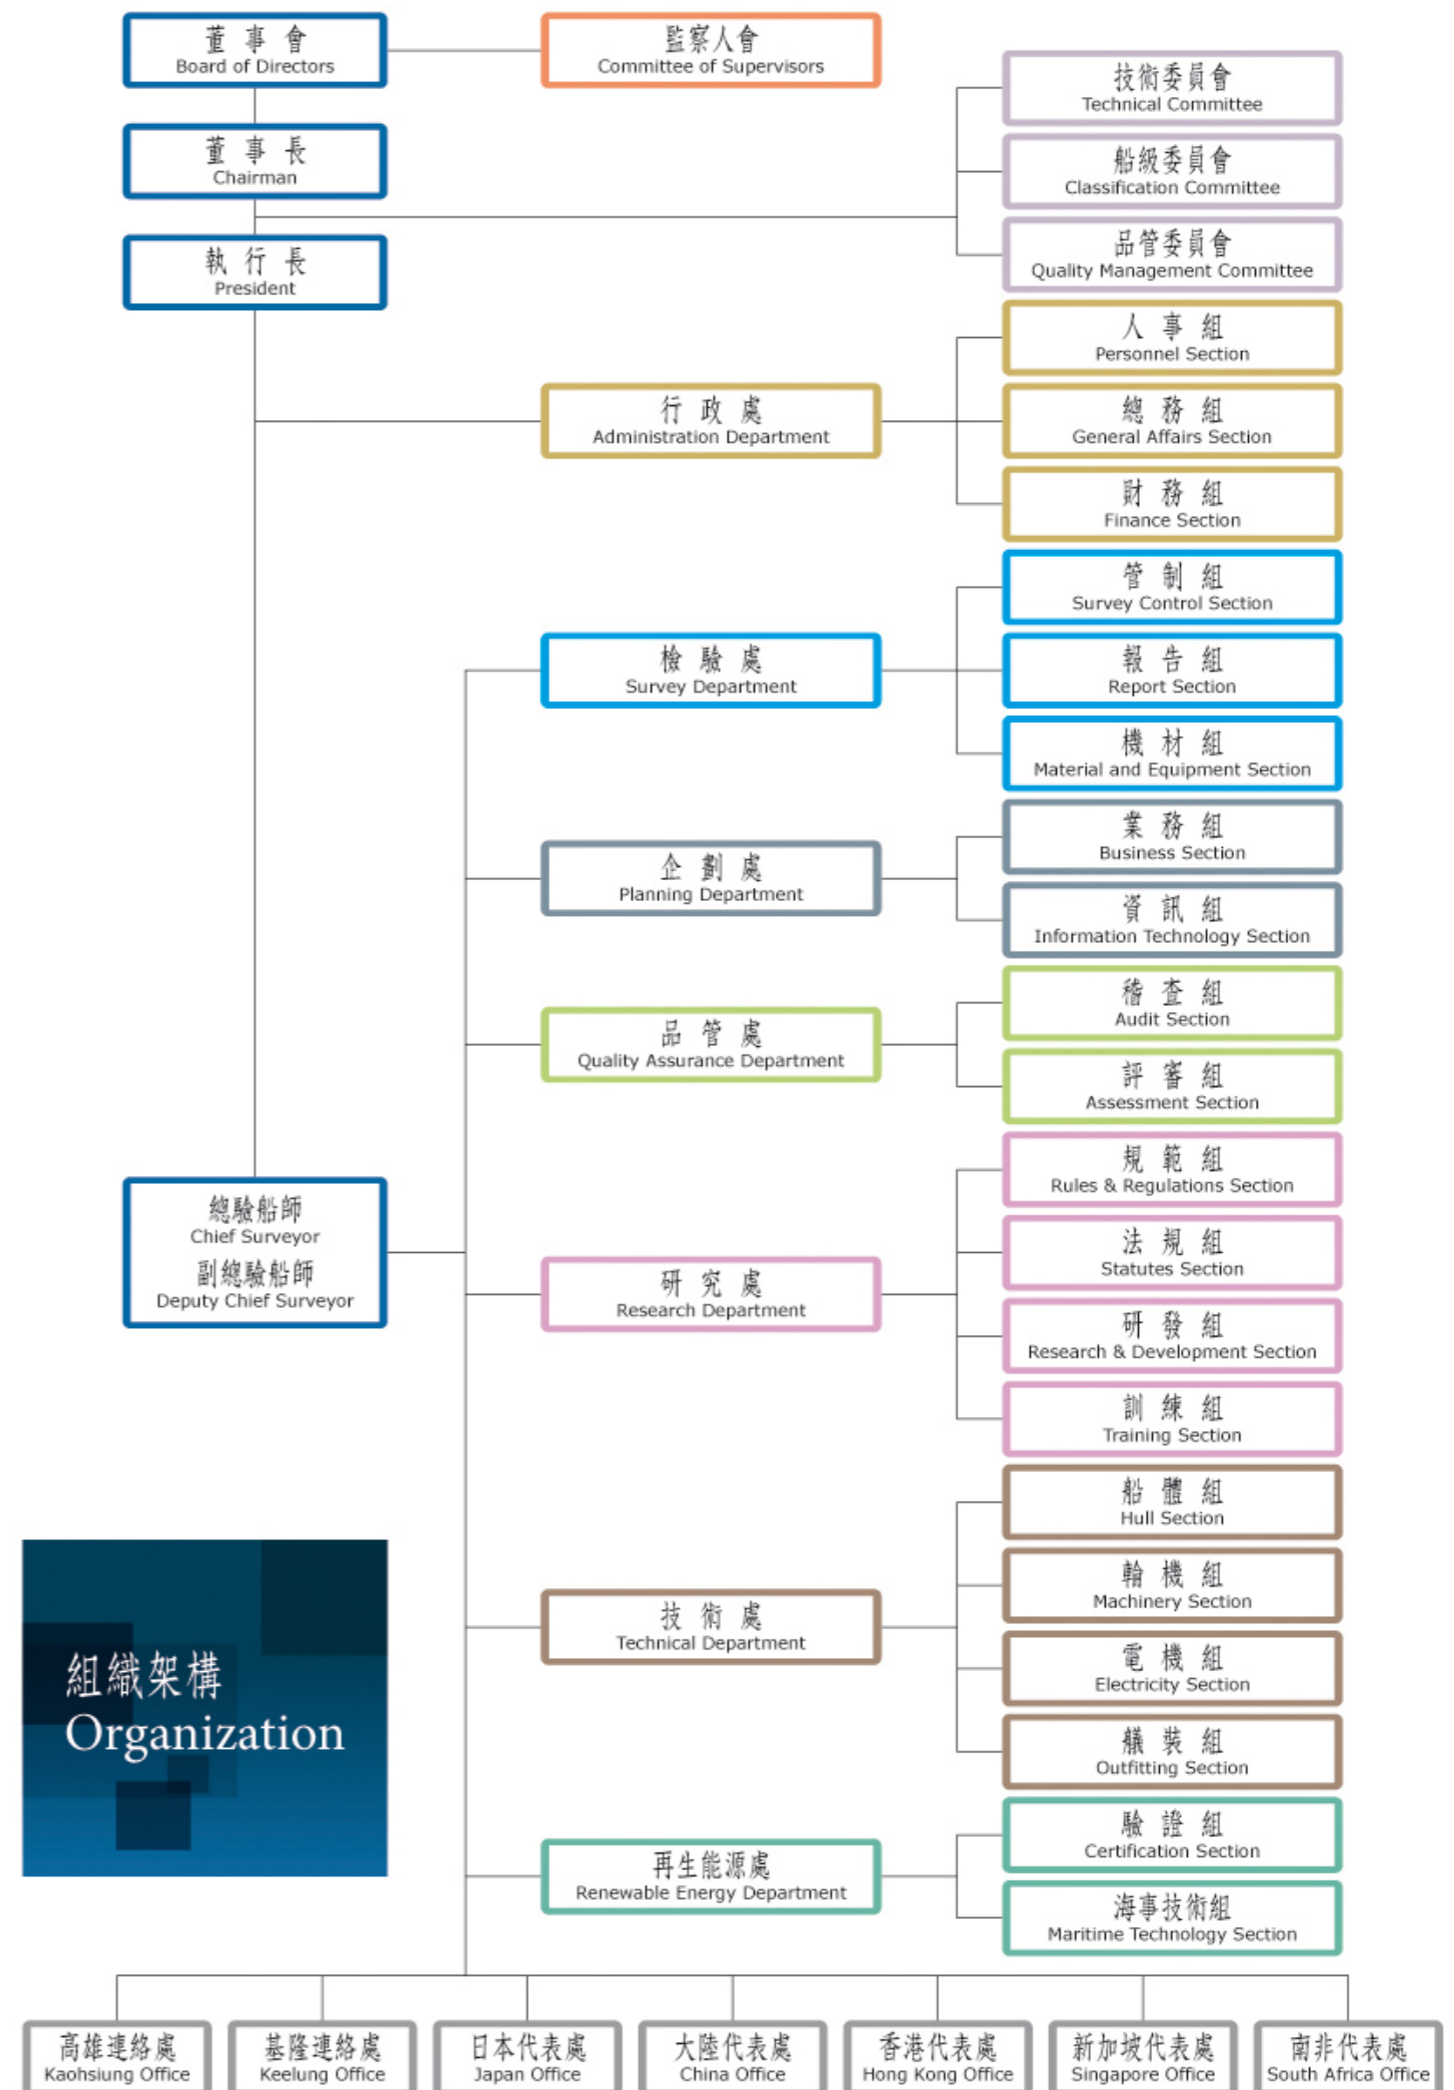 董事會
Board of Directors
監察人會
Committee of Supervisors
董事長
Chairman
執行長
President
技術委員會
Technical Committee
船級委員會
Classification Committee
品管委員會
Quality Management Committee
行政處
Administration Department
人事組
Personnel Section
總務組
General Affairs Section
財務組
Finance Section
總驗船師
Chief Surveyor
副總驗船師
Deputy Chief Surveyor
檢驗處
Survey Department
管制組
Survey Control Section
報告組
Report Section
機材組
Material and Equipment Section
企劃處
Planning Department
業務組
Business Section
資訊組
Information Technology Section
品管處
Quality Assurance Department
稽查組
Audit Section
評審組
Assessment Section
研究處
Research Department
規範組
Rules & Regulations Section
法規組
Statutes Section
研發組
Research & Development Section
訓練組
Training Section
技術處
Technical Department
船體組
Hull Section
輪機組
Machinery Section
電機組
Electricity Section
艤裝組
Outfitting Section
再生能源處
Renewable Energy Department
驗證組
Certification Section
海事技術組
Maritime Technology Section
組織架構
Organization
高雄連絡處
Kaohsiung Office
基隆連絡處
Keelung Office
日本代表處
Japan Office
大陸代表處
China Office
香港代表處
Hong Kong Office
新加坡代表處
Singapore Office
南非代表處
South Africa Office